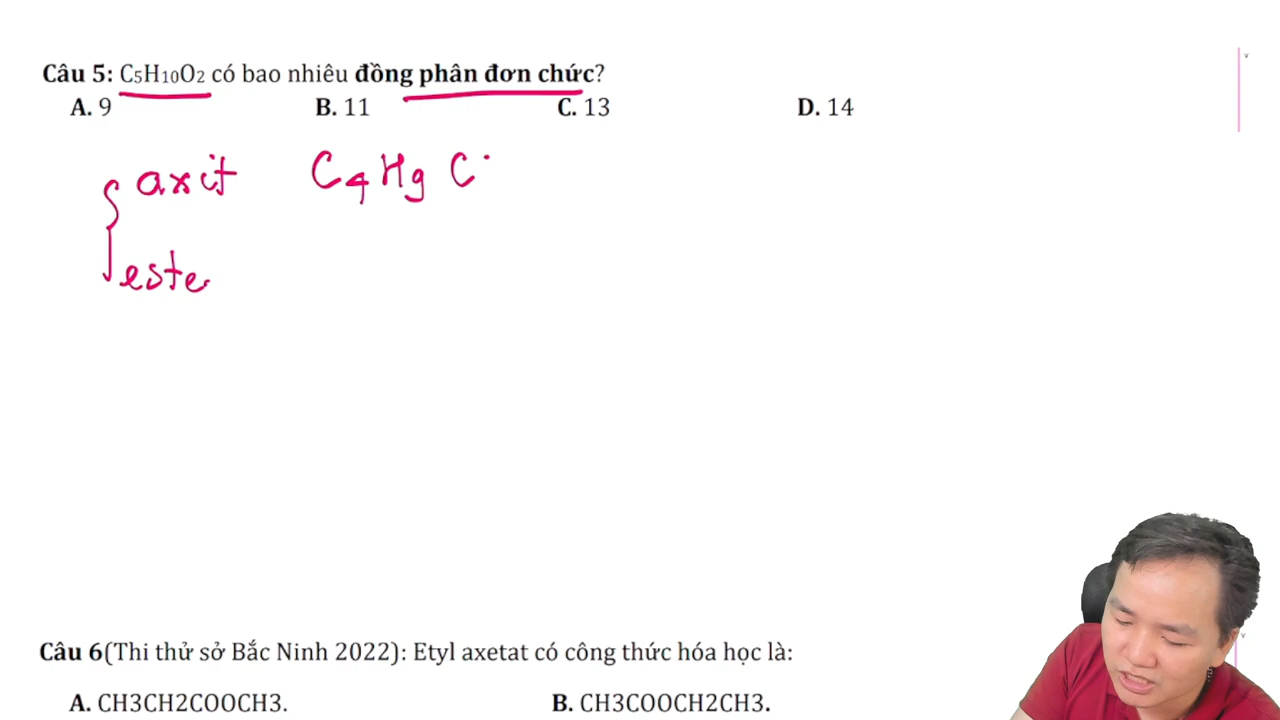 Câu 5: C5H10O2 có bao nhiêu đồng phân đơn chức?
A. 9 B. 11 C. 13 D. 14
axit C4H9 C
este
Câu 6(Thi thử sở Bắc Ninh 2022): Etyl axetat có công thức hóa học là:
A. CH3CH2COOCH3. B. CH3COOCH2CH3.